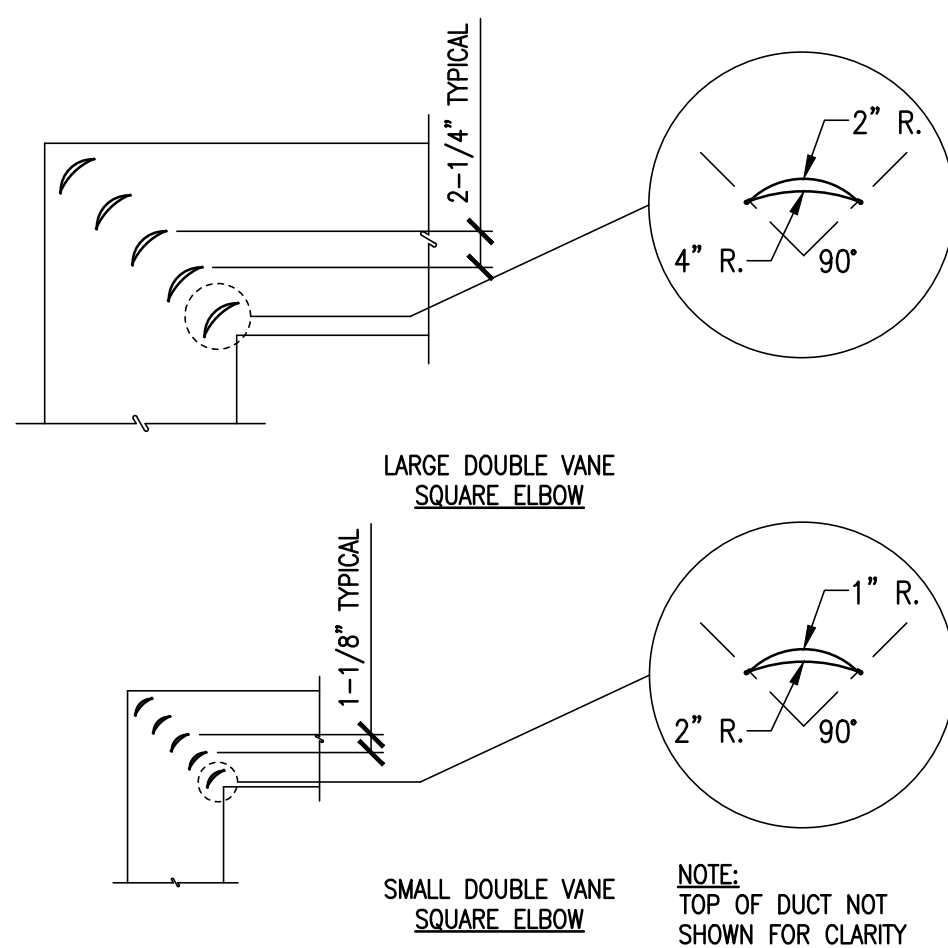 2-1/4" TYPICAL
2" R.
4" R.
90°
LARGE DOUBLE VANE
SQUARE ELBOW
1-1/8" TYPICAL
1" R.
2" R.
90°
SMALL DOUBLE VANE
SQUARE ELBOW
NOTE:
TOP OF DUCT NOT
SHOWN FOR CLARITY